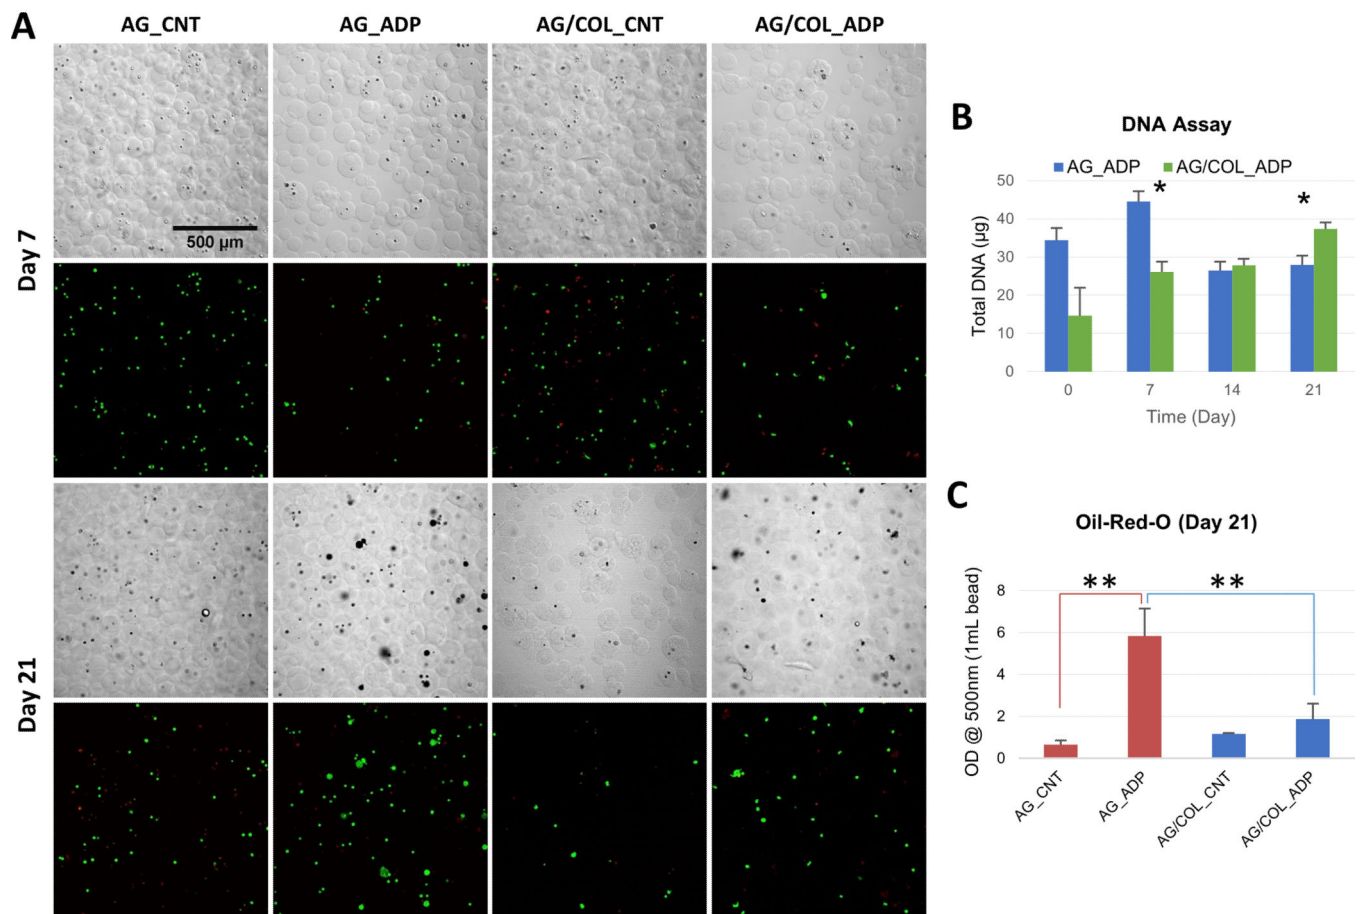 A
AG_CNT
AG_ADP
AG/COL_CNT
AG/COL_ADP
Day 7
500 µm
Day 21
B
DNA Assay
AG_ADP
AG/COL_ADP
*
*
Total DNA (µg)
50
40
30
20
10
0
0
7
14
21
Time (Day)
C
Oil-Red-O (Day 21)
**
**
OD @ 500nm (1mL bead)
8
6
4
2
0
AG_CNT
AG_ADP
AG/COL_CNT
AG/COL_ADP